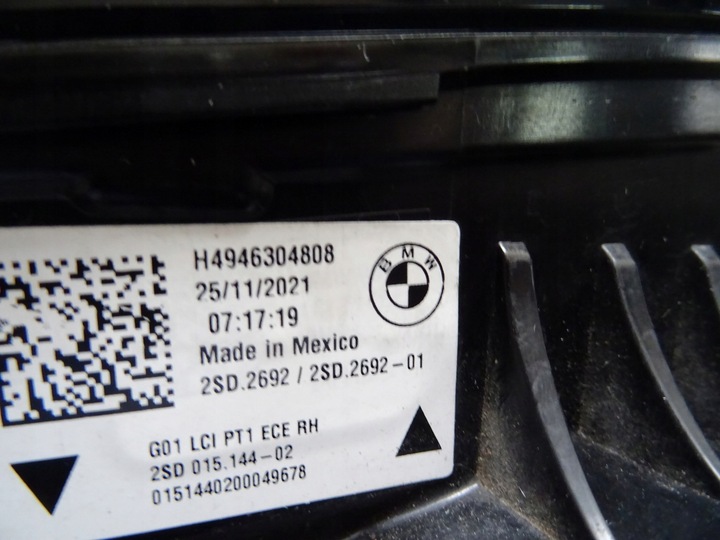 H4946304808
25/11/2021
07:17:19
Made in Mexico
2SD.2692 / 2SD.2692-01
BMW
G01 LCI PT1 ECE RH
2SD 015.144-02
0151440200049678